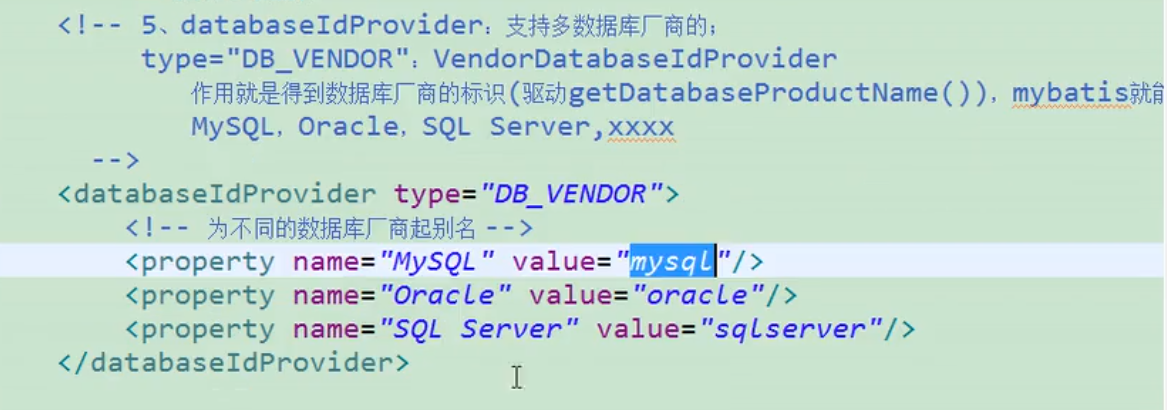 <!-- 5、databaseIdProvider：支持多数据库厂商的；
type="DB_VENDOR"：VendorDatabaseIdProvider
作用就是得到数据库厂商的标识(驱动getDatabaseProductName())，mybatis就能
MySQL，Oracle，SQL Server,xxxx
-->
<databaseIdProvider type="DB_VENDOR">
<!-- 为不同的数据库厂商起别名 -->
<property name="MySQL" value="mysql"/>
<property name="Oracle" value="oracle"/>
<property name="SQL Server" value="sqlserver"/>
</databaseIdProvider>